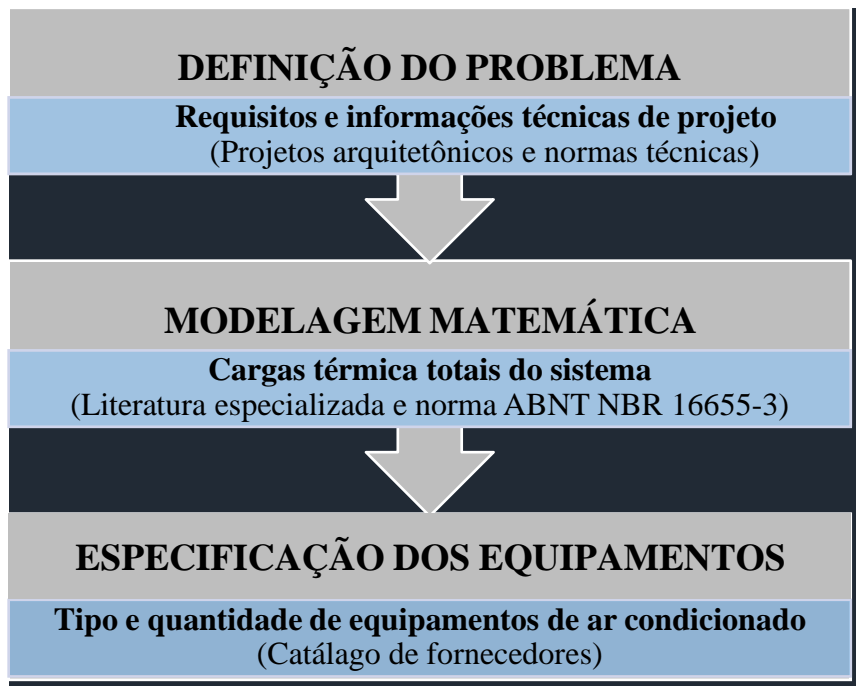 DEFINIÇÃO DO PROBLEMA
Requisitos e informações técnicas de projeto
(Projetos arquitetônicos e normas técnicas)
MODELAGEM MATEMÁTICA
Cargas térmica totais do sistema
(Literatura especializada e norma ABNT NBR 16655-3)
ESPECIFICAÇÃO DOS EQUIPAMENTOS
Tipo e quantidade de equipamentos de ar condicionado
(Catálago de fornecedores)